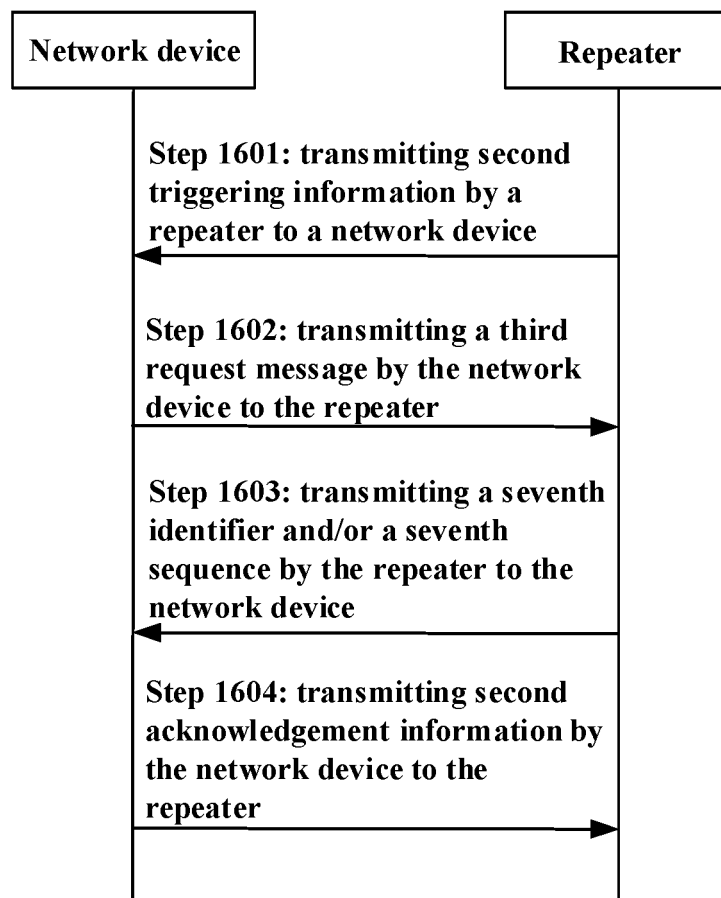 Network device
Repeater
Step 1601: transmitting second
triggering information by a
repeater to a network device
Step 1602: transmitting a third
request message by the network
device to the repeater
Step 1603: transmitting a seventh
identifier and/or a seventh
sequence by the repeater to the
network device
Step 1604: transmitting second
acknowledgement information by
the network device to the
repeater